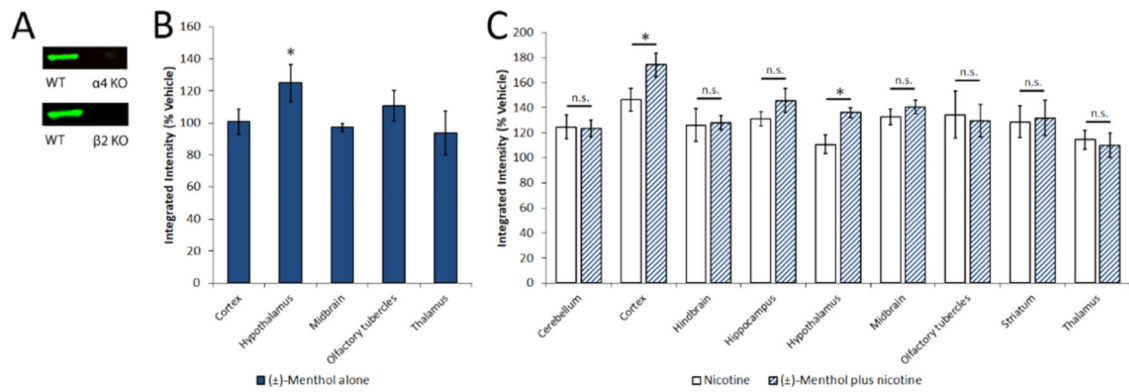 A
WT α4 KO
WT β2 KO
B
Integrated Intensity (% Vehicle)
160
140
120
100
80
60
40
20
0
*
Cortex
Hypothalamus
Midbrain
Olfactory tubercles
Thalamus
(±)-Menthol alone
C
Integrated Intensity (% Vehicle)
200
180
160
140
120
100
80
60
40
20
0
n.s.
*
n.s.
n.s.
*
n.s.
n.s.
n.s.
n.s.
Cerebellum
Cortex
Hindbrain
Hippocampus
Hypothalamus
Midbrain
Olfactory tubercles
Striatum
Thalamus
Nicotine (±)-Menthol plus nicotine